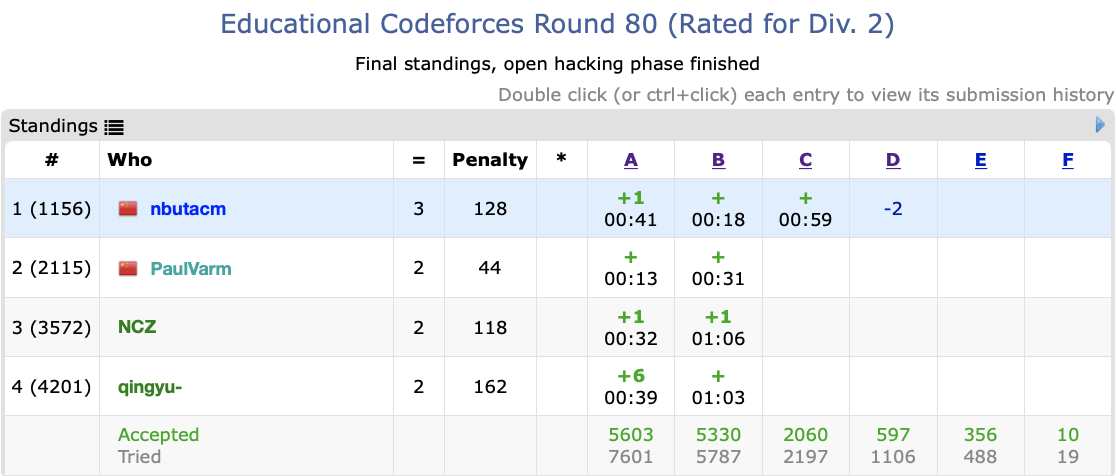 Educational Codeforces Round 80 (Rated for Div. 2)
Final standings, open hacking phase finished
Double click (or ctrl+click) each entry to view its submission history
Standings
# Who = Penalty * A B C D E F
1 (1156) nbutacm 3 128 +1 00:41 + 00:18 + 00:59 -2
2 (2115) PaulVarm 2 44 + 00:13 + 00:31
3 (3572) NCZ 2 118 +1 00:32 +1 01:06
4 (4201) qingyu- 2 162 +6 00:39 + 01:03
Accepted 5603 5330 2060 597 356 10
Tried 7601 5787 2197 1106 488 19